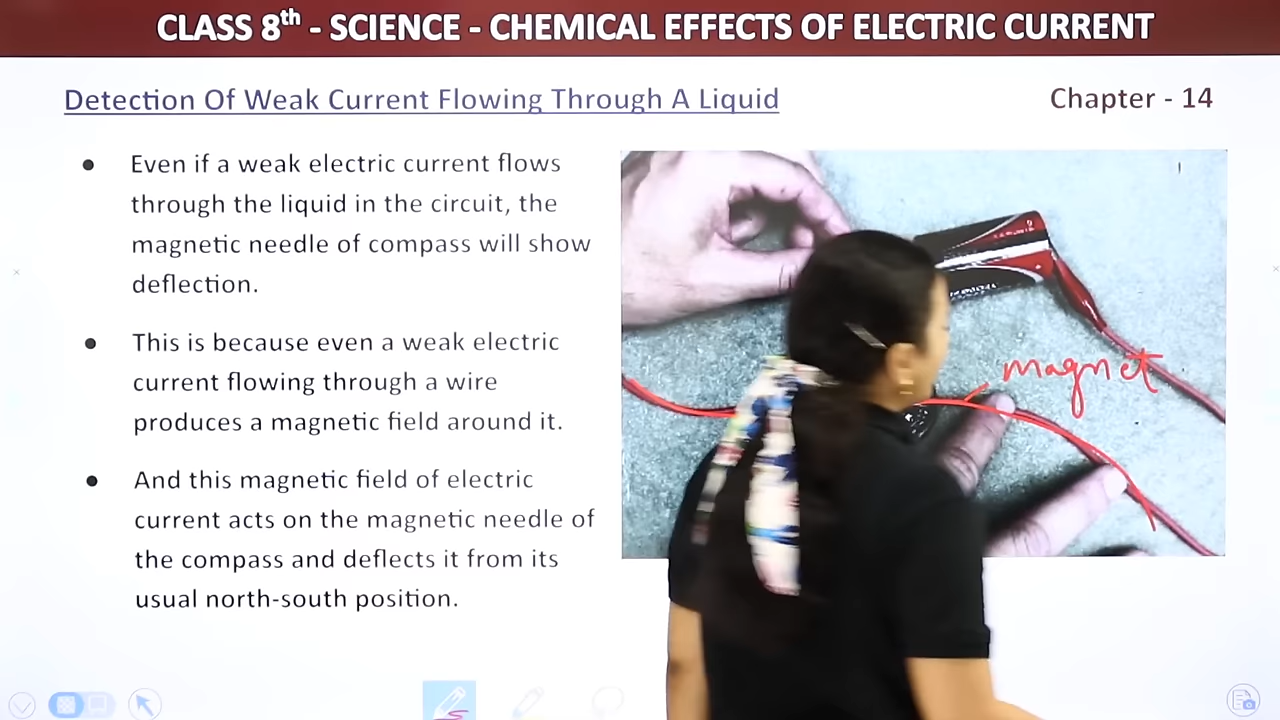 CLASS 8th - SCIENCE - CHEMICAL EFFECTS OF ELECTRIC CURRENT
Detection Of Weak Current Flowing Through A Liquid
Chapter - 14
• Even if a weak electric current flows
through the liquid in the circuit, the
magnetic needle of compass will show
deflection.
• This is because even a weak electric
current flowing through a wire
produces a magnetic field around it.
• And this magnetic field of electric
current acts on the magnetic needle of
the compass and deflects it from its
usual north-south position.
magnet